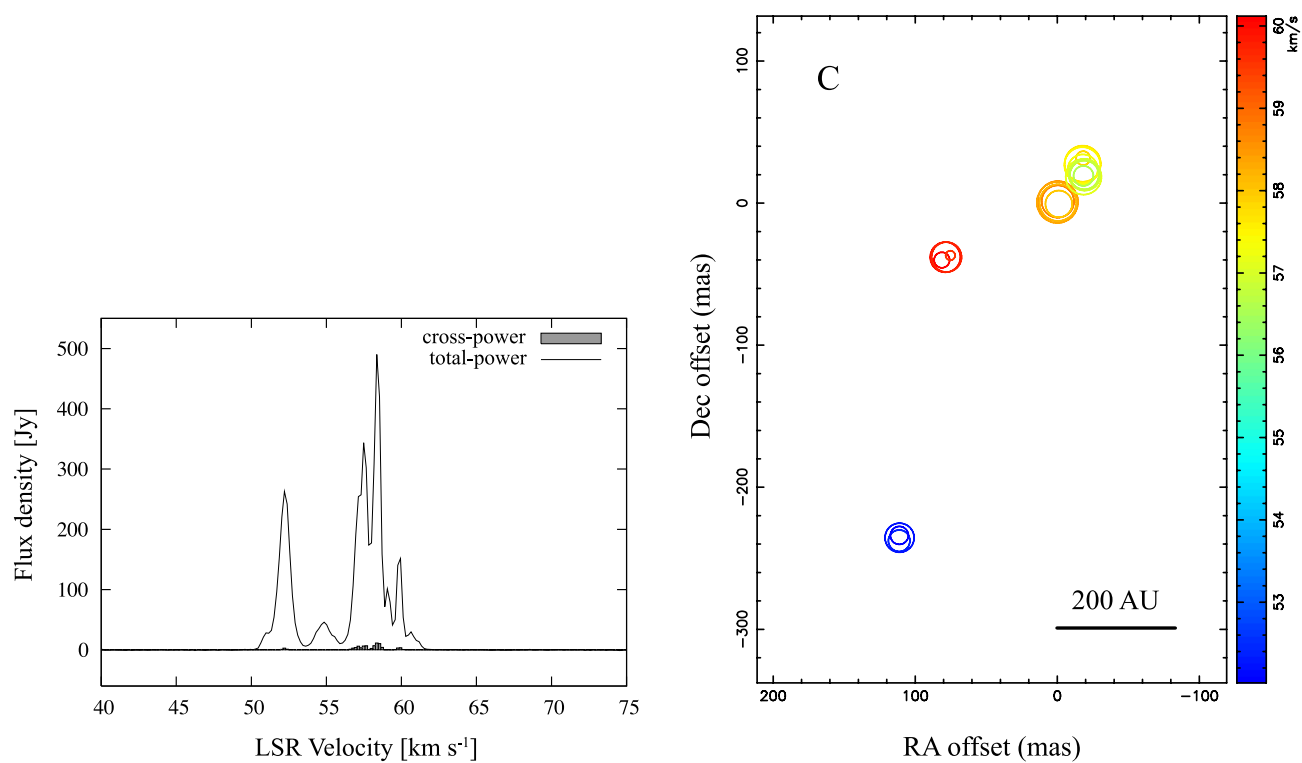 cross-power
total-power
500
400
300
200
100
0
40 45 50 55 60 65 70 75
Flux density [Jy]
LSR Velocity [km s-1]
C
100
0
−100
−200
−300
200 100 0 −100
Dec offset (mas)
RA offset (mas)
200 AU
60
59
58
57
56
55
54
53
km/s